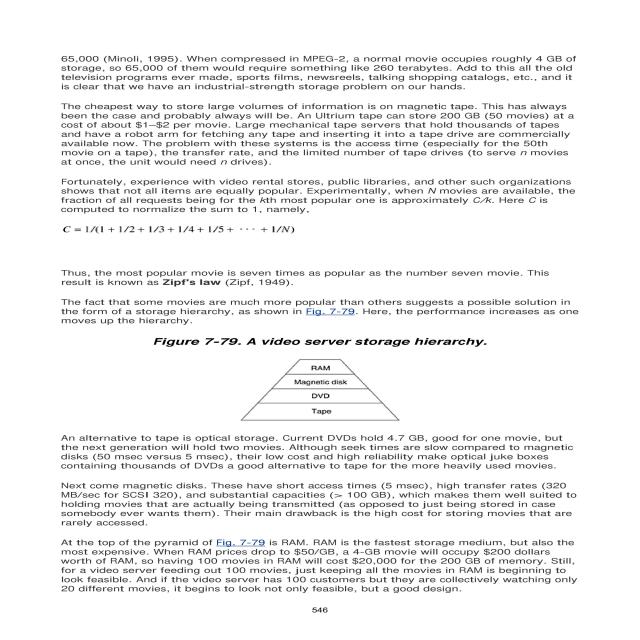 65,000 (Minoli, 1995). When compressed in MPEG-2, a normal movie occupies roughly 4 GB of
storage, so 65,000 of them would require something like 260 terabytes. Add to this all the old
television programs ever made, sports films, newsreels, talking shopping catalogs, etc., and it
is clear that we have an industrial-strength storage problem on our hands.
The cheapest way to store large volumes of information is on magnetic tape. This has always
been the case and probably always will be. An Ultrium tape can store 200 GB (50 movies) at a
cost of about $1–$2 per movie. Large mechanical tape servers that hold thousands of tapes
and have a robot arm for fetching any tape and inserting it into a tape drive are commercially
available now. The problem with these systems is the access time (especially for the 50th
movie on a tape), the transfer rate, and the limited number of tape drives (to serve n movies
at once, the unit would need n drives).
Fortunately, experience with video rental stores, public libraries, and other such organizations
shows that not all items are equally popular. Experimentally, when N movies are available, the
fraction of all requests being for the kth most popular one is approximately C/k. Here C is
computed to normalize the sum to 1, namely,
C = 1/(1 + 1/2 + 1/3 + 1/4 + 1/5 + ··· + 1/N)
Thus, the most popular movie is seven times as popular as the number seven movie. This
result is known as Zipf's law (Zipf, 1949).
The fact that some movies are much more popular than others suggests a possible solution in
the form of a storage hierarchy, as shown in Fig. 7-79. Here, the performance increases as one
moves up the hierarchy.
Figure 7-79. A video server storage hierarchy.
RAM
Magnetic disk
DVD
Tape
An alternative to tape is optical storage. Current DVDs hold 4.7 GB, good for one movie, but
the next generation will hold two movies. Although seek times are slow compared to magnetic
disks (50 msec versus 5 msec), their low cost and high reliability make optical juke boxes
containing thousands of DVDs a good alternative to tape for the more heavily used movies.
Next come magnetic disks. These have short access times (5 msec), high transfer rates (320
MB/sec for SCSI 320), and substantial capacities (> 100 GB), which makes them well suited to
holding movies that are actually being transmitted (as opposed to just being stored in case
somebody ever wants them). Their main drawback is the high cost for storing movies that are
rarely accessed.
At the top of the pyramid of Fig. 7-79 is RAM. RAM is the fastest storage medium, but also the
most expensive. When RAM prices drop to $50/GB, a 4-GB movie will occupy $200 dollars
worth of RAM, so having 100 movies in RAM will cost $20,000 for the 200 GB of memory. Still,
for a video server feeding out 100 movies, just keeping all the movies in RAM is beginning to
look feasible. And if the video server has 100 customers but they are collectively watching only
20 different movies, it begins to look not only feasible, but a good design.
546